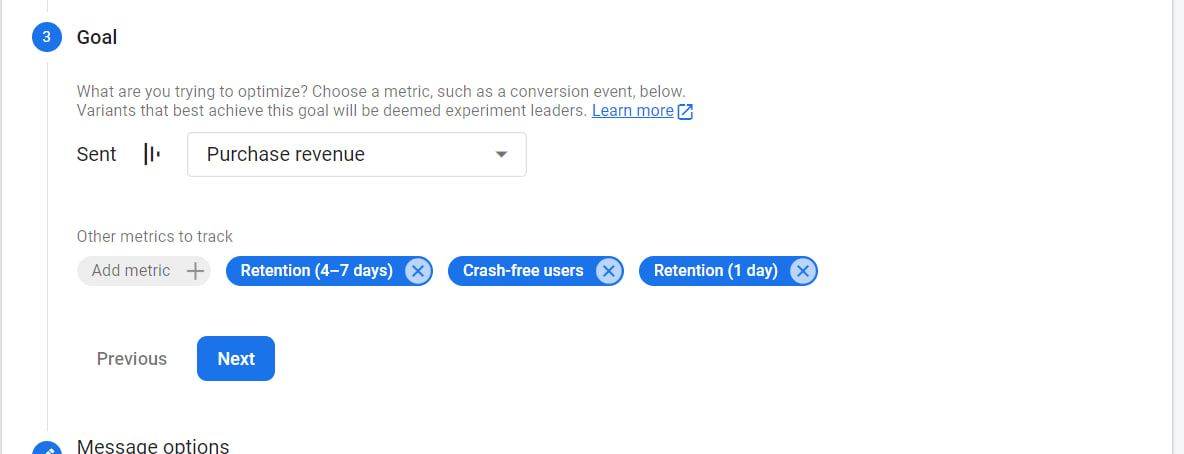 3 Goal
What are you trying to optimize? Choose a metric, such as a conversion event, below.
Variants that best achieve this goal will be deemed experiment leaders. Learn more
Sent Purchase revenue
Other metrics to track
Add metric Retention (4–7 days) Crash-free users Retention (1 day)
Previous Next
Message options